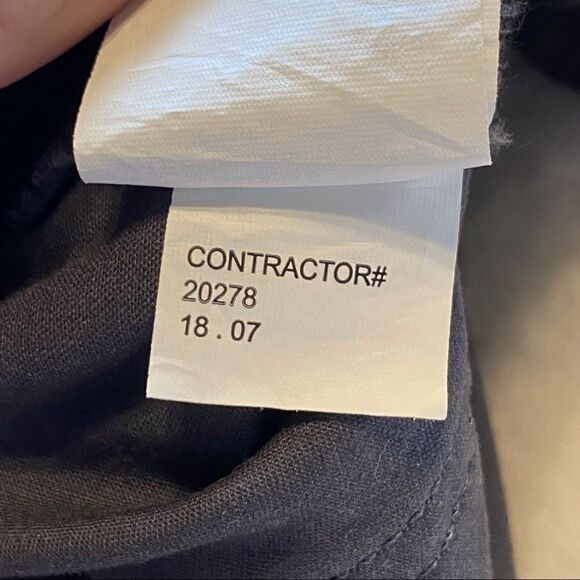 CONTRACTOR#
20278
18 . 07